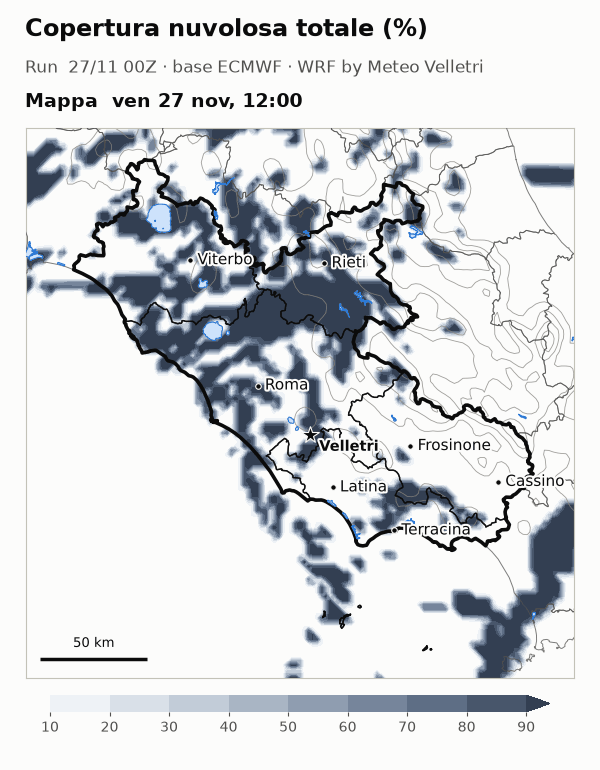 Copertura nuvolosa totale (%)
Run  27/11 00Z · base ECMWF · WRF by Meteo Velletri
Mappa  ven 27 nov, 12:00
Viterbo
Rieti
Roma
Velletri
Frosinone
Cassino
Latina
Terracina
50 km
10 20 30 40 50 60 70 80 90